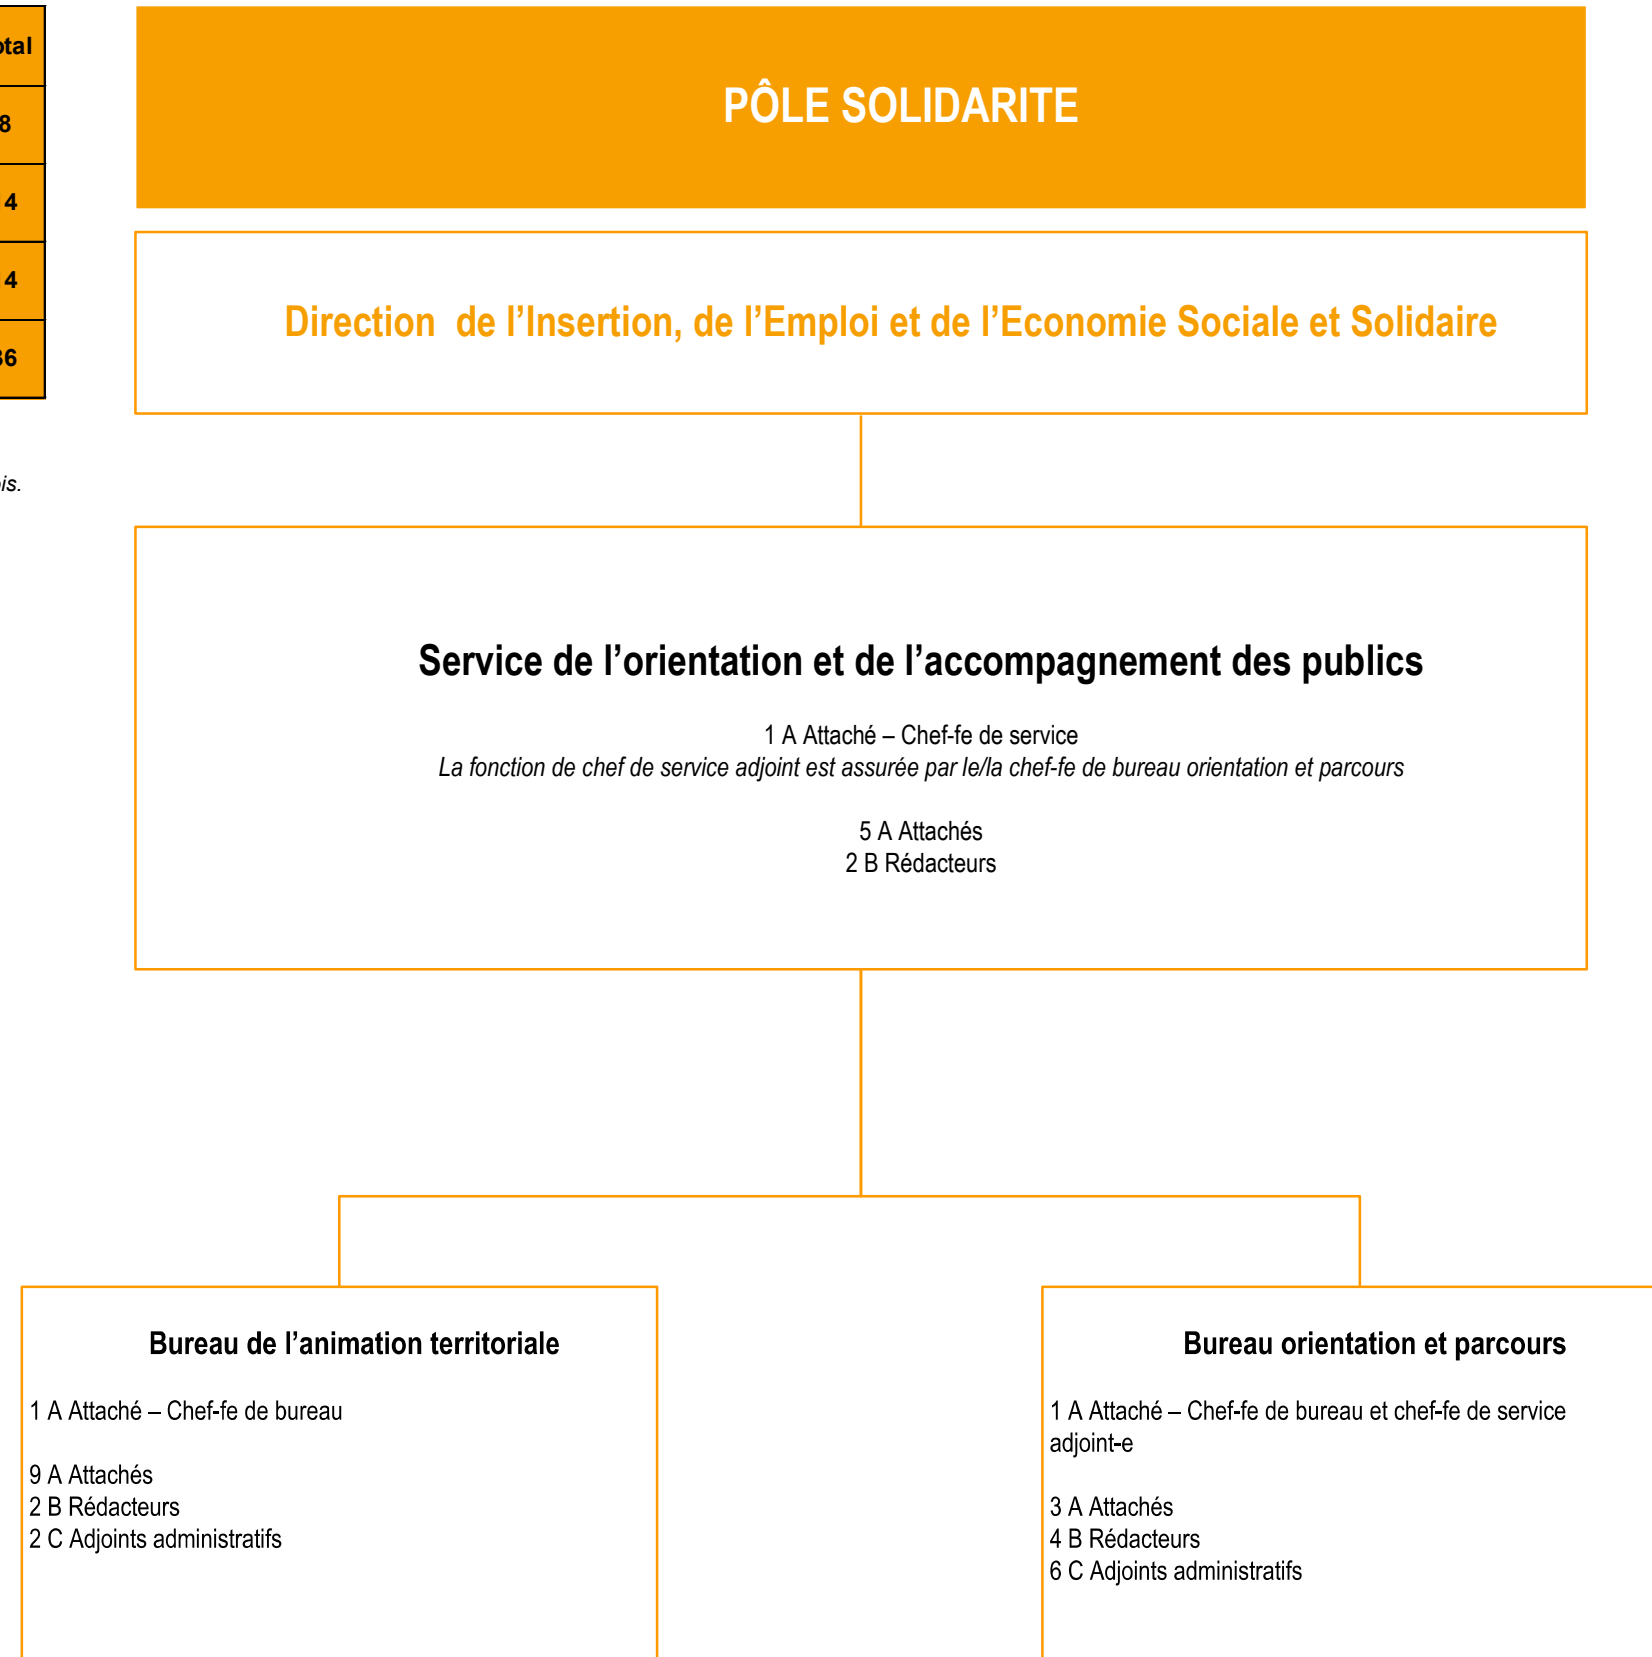 8
PÔLE SOLIDARITE
Direction de l’Insertion, de l’Emploi et de l’Economie Sociale et Solidaire
Service de l’orientation et de l’accompagnement des publics
1 A Attaché – Chef-fe de service
La fonction de chef de service adjoint est assurée par le/la chef-fe de bureau orientation et parcours
5 A Attachés
2 B Rédacteurs
Bureau de l’animation territoriale
1 A Attaché – Chef-fe de bureau
9 A Attachés
2 B Rédacteurs
2 C Adjoints administratifs
Bureau orientation et parcours
1 A Attaché – Chef-fe de bureau et chef-fe de service
adjoint-e
3 A Attachés
4 B Rédacteurs
6 C Adjoints administratifs